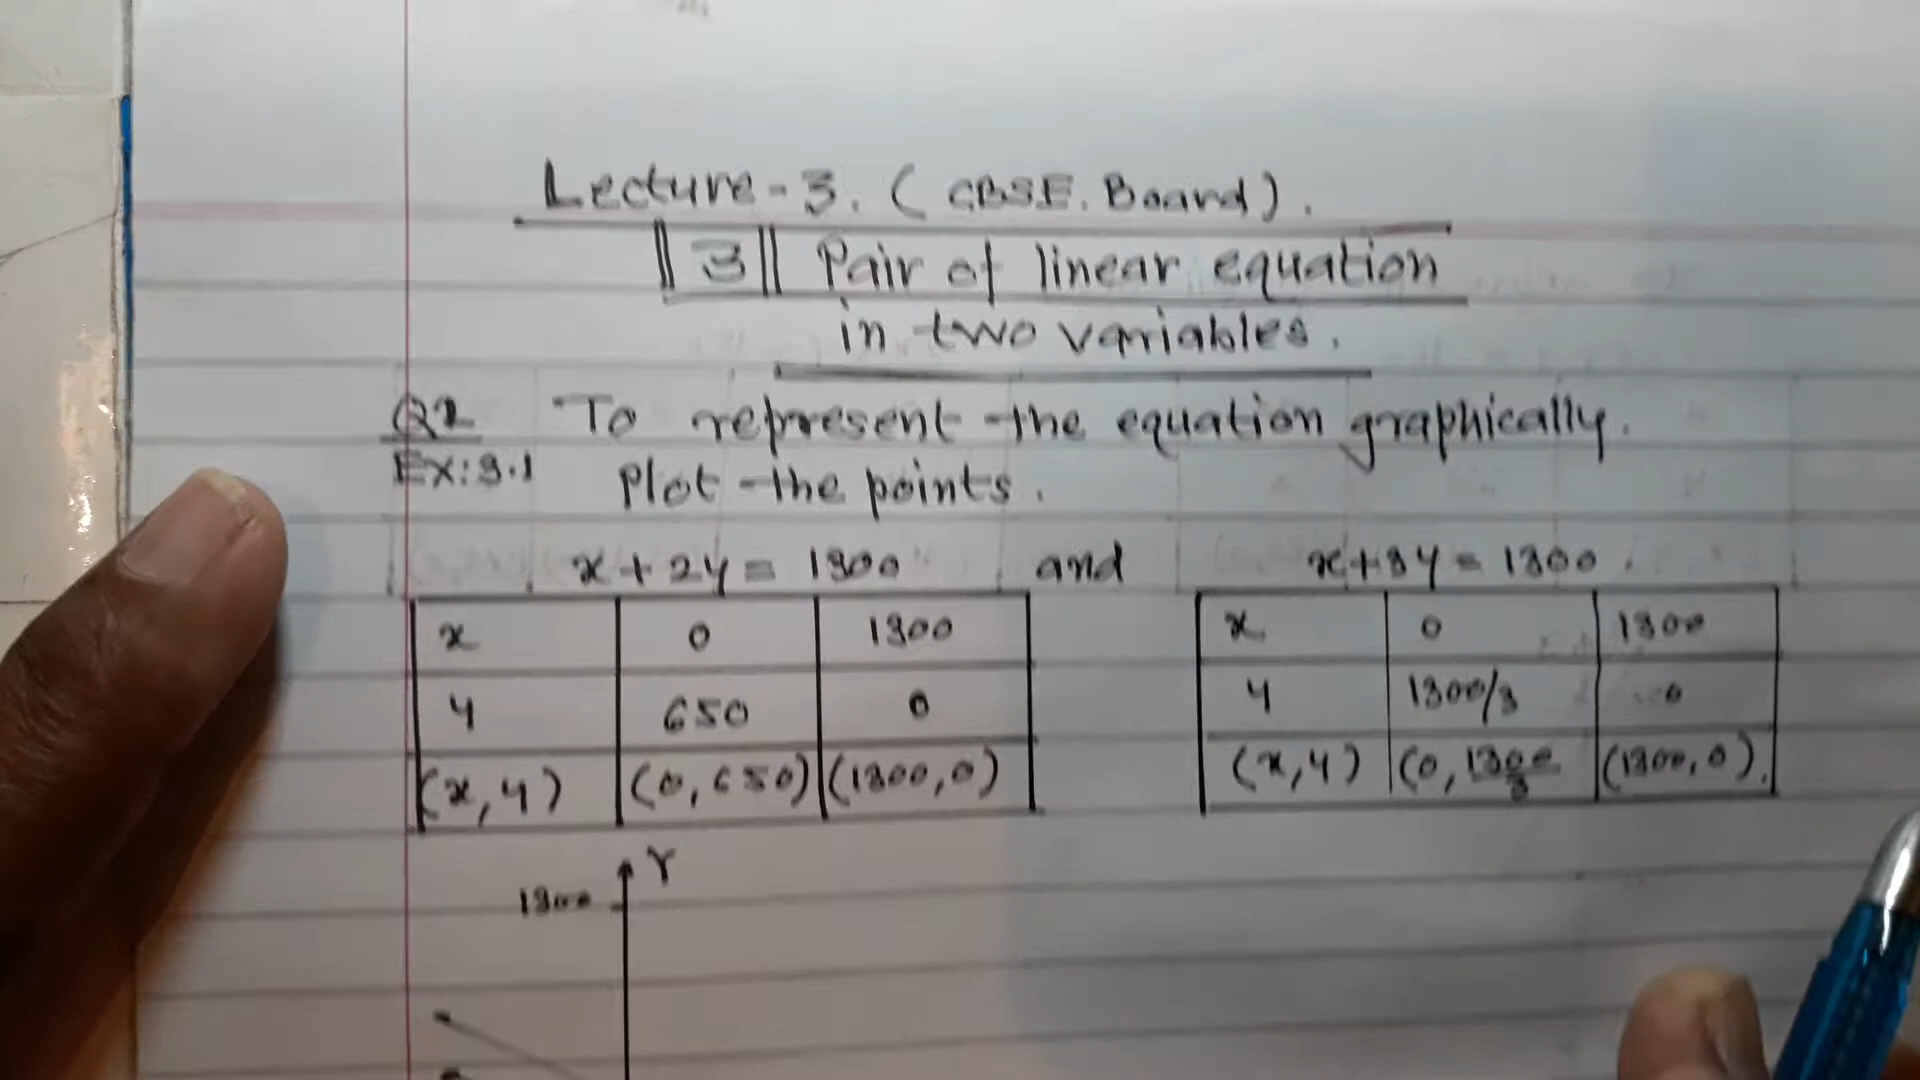 Lecture-3. (CBSE. Board).
||3|| Pair of linear equation
in two variables.
Q2 To represent the equation graphically.
Ex: 3.1 Plot the points.
x + 2y = 1300 and x + 3y = 1300.
x 0 1300 x 0 1300
y 650 0 y 1300/3 0
(x,y) (0,650) (1300,0) (x,y) (0,1300/3 (1300,0).
Y
1300